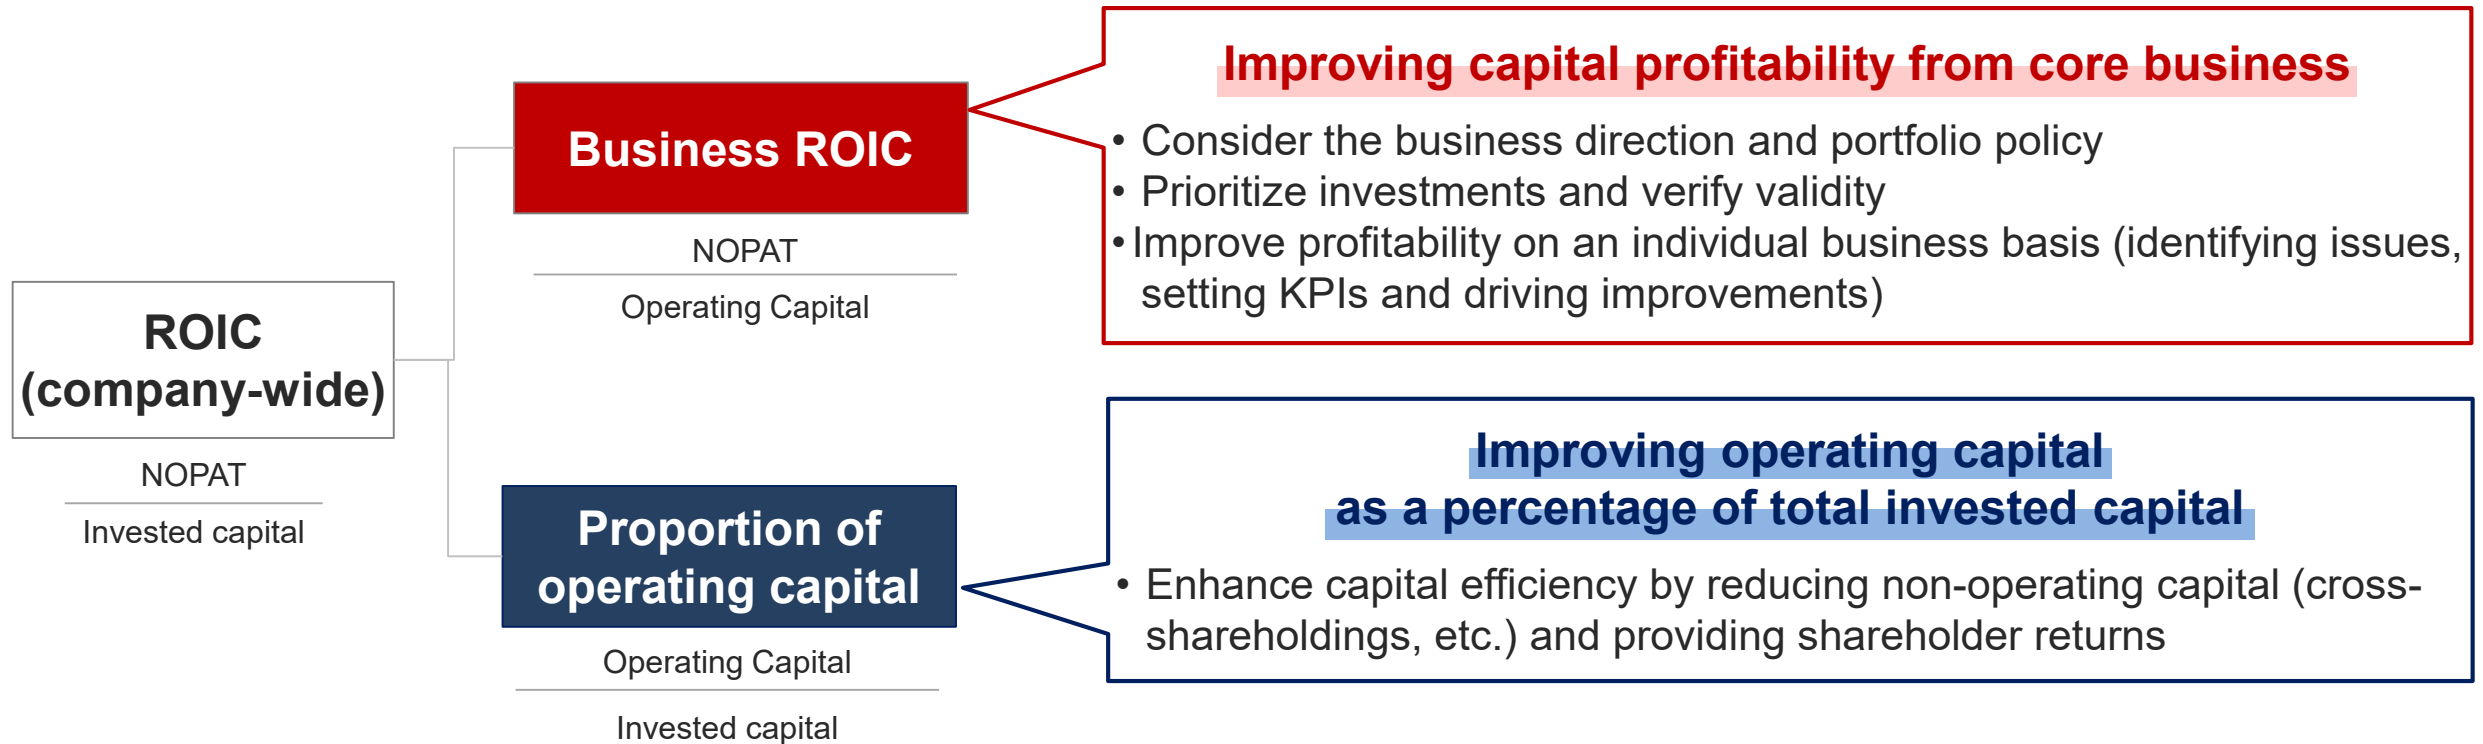 ROIC
(company-wide)
NOPAT
Invested capital
Business ROIC
NOPAT
Operating Capital
Improving capital profitability from core business
• Consider the business direction and portfolio policy
• Prioritize investments and verify validity
• Improve profitability on an individual business basis (identifying issues,
setting KPIs and driving improvements)
Proportion of
operating capital
Operating Capital
Invested capital
Improving operating capital
as a percentage of total invested capital
• Enhance capital efficiency by reducing non-operating capital (cross-
shareholdings, etc.) and providing shareholder returns